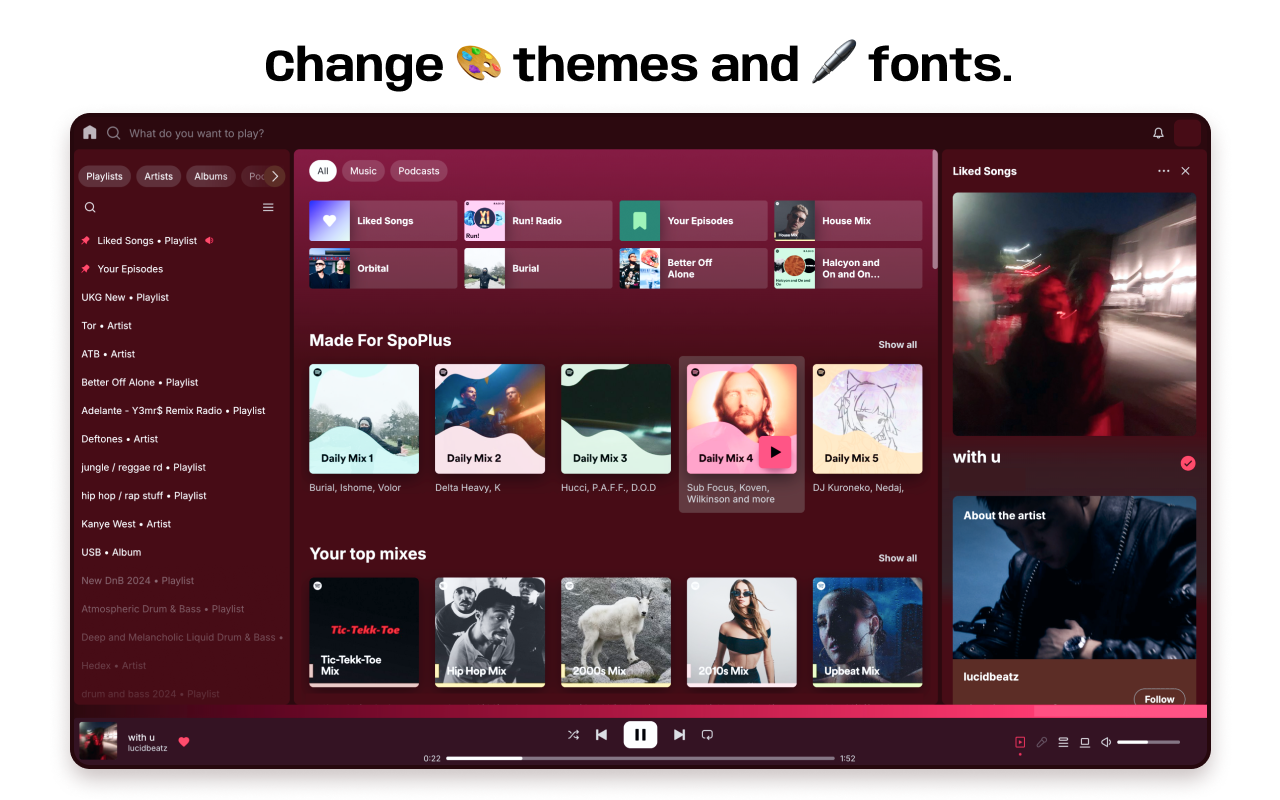 Change 🎨 themes and 🖋 fonts.
What do you want to play?
Playlists
Artists
Albums
Liked Songs • Playlist
Your Episodes
UKG New • Playlist
Tor • Artist
ATB • Artist
Better Off Alone • Playlist
Adelante - Y3mr$ Remix Radio • Playlist
Deftones • Artist
jungle / reggae rd • Playlist
hip hop / rap stuff • Playlist
Kanye West • Artist
USB • Album
New DnB 2024 • Playlist
Atmospheric Drum & Bass • Playlist
Deep and Melancholic Liquid Drum & Bass •
Hedex • Artist
drum and bass 2024 • Playlist
All
Music
Podcasts
Liked Songs
Run!
Run! Radio
Your Episodes
House Mix
House Mix
Orbital
Burial
Better Off
Alone
Halcyon and On and
On
Halcyon and
On and On...
Made For SpoPlus
Show all
Daily Mix 1
Daily Mix 2
Daily Mix 3
Daily Mix 4
Daily Mix 5
Burial, Ishome, Volor
Delta Heavy, K
Hucci, P.A.F.F., D.O.D
Sub Focus, Koven,
Wilkinson and more
DJ Kuroneko, Nedaj,
Your top mixes
Show all
Tic-Tekk-Toe
Tic-Tekk-Toe
Mix
Hip Hop Mix
2000s Mix
2010s Mix
Upbeat Mix
Liked Songs
with u
About the artist
lucidbeatz
Follow
with u
lucidbeatz
0:22
1:52